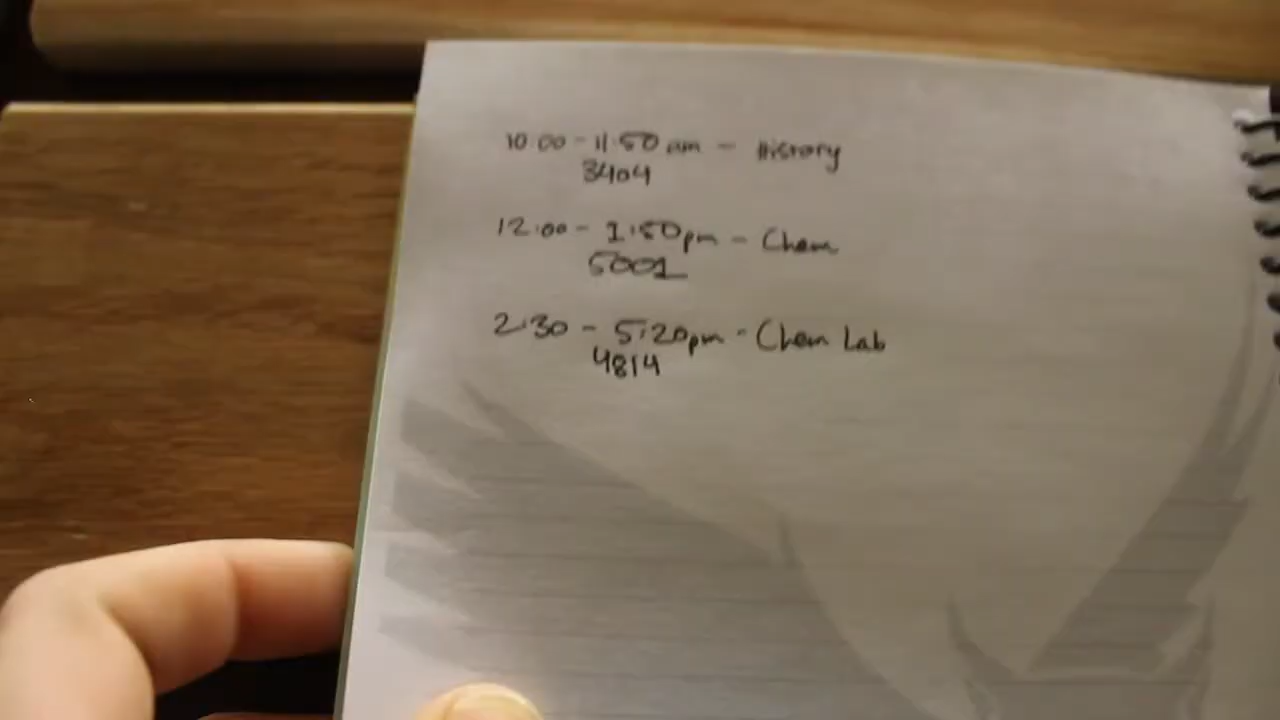 10:00 - 11:50 am - History
3404
12:00 - 1:50pm - Chem
5001
2:30 - 5:20pm - Chem Lab
4814